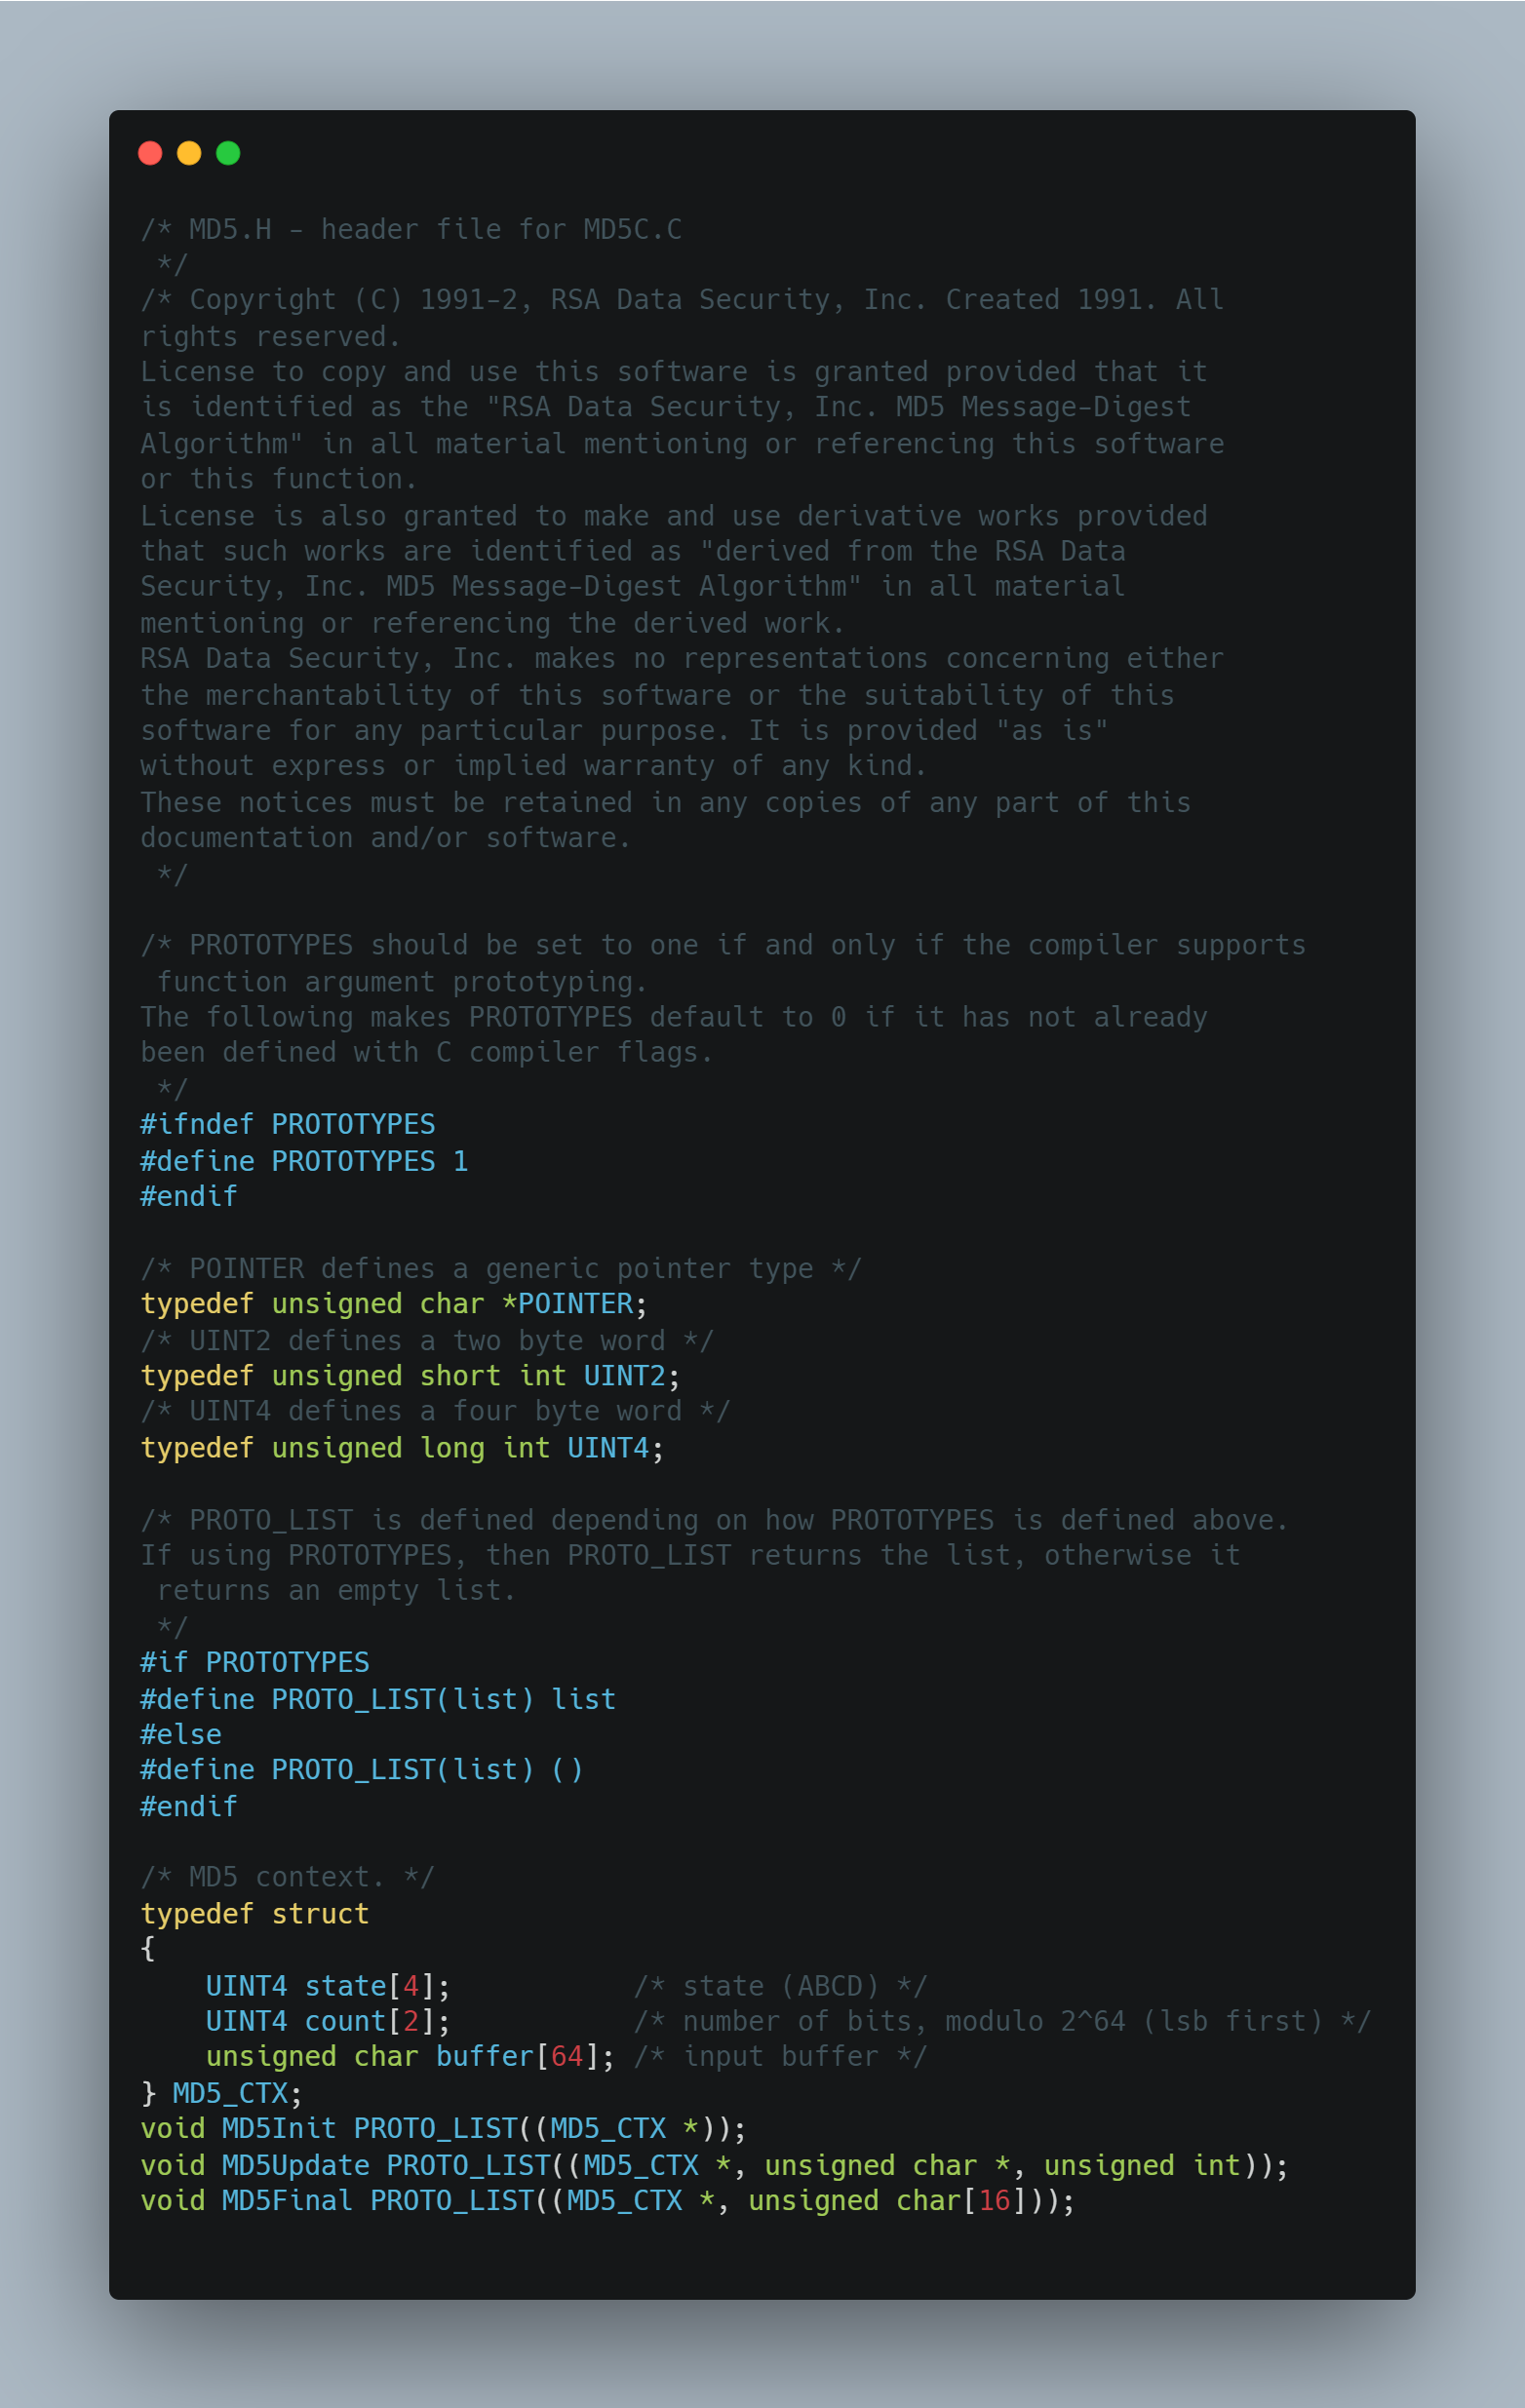 /* MD5.H - header file for MD5C.C
 */
/* Copyright (C) 1991-2, RSA Data Security, Inc. Created 1991. All
rights reserved.
License to copy and use this software is granted provided that it
is identified as the "RSA Data Security, Inc. MD5 Message-Digest
Algorithm" in all material mentioning or referencing this software
or this function.
License is also granted to make and use derivative works provided
that such works are identified as "derived from the RSA Data
Security, Inc. MD5 Message-Digest Algorithm" in all material
mentioning or referencing the derived work.
RSA Data Security, Inc. makes no representations concerning either
the merchantability of this software or the suitability of this
software for any particular purpose. It is provided "as is"
without express or implied warranty of any kind.
These notices must be retained in any copies of any part of this
documentation and/or software.
 */

/* PROTOTYPES should be set to one if and only if the compiler supports
 function argument prototyping.
The following makes PROTOTYPES default to 0 if it has not already
been defined with C compiler flags.
 */
#ifndef PROTOTYPES
#define PROTOTYPES 1
#endif

/* POINTER defines a generic pointer type */
typedef unsigned char *POINTER;
/* UINT2 defines a two byte word */
typedef unsigned short int UINT2;
/* UINT4 defines a four byte word */
typedef unsigned long int UINT4;

/* PROTO_LIST is defined depending on how PROTOTYPES is defined above.
If using PROTOTYPES, then PROTO_LIST returns the list, otherwise it
 returns an empty list.
 */
#if PROTOTYPES
#define PROTO_LIST(list) list
#else
#define PROTO_LIST(list) ()
#endif

/* MD5 context. */
typedef struct
{
    UINT4 state[4];           /* state (ABCD) */
    UINT4 count[2];           /* number of bits, modulo 2^64 (lsb first) */
    unsigned char buffer[64]; /* input buffer */
} MD5_CTX;
void MD5Init PROTO_LIST((MD5_CTX *));
void MD5Update PROTO_LIST((MD5_CTX *, unsigned char *, unsigned int));
void MD5Final PROTO_LIST((MD5_CTX *, unsigned char[16]));